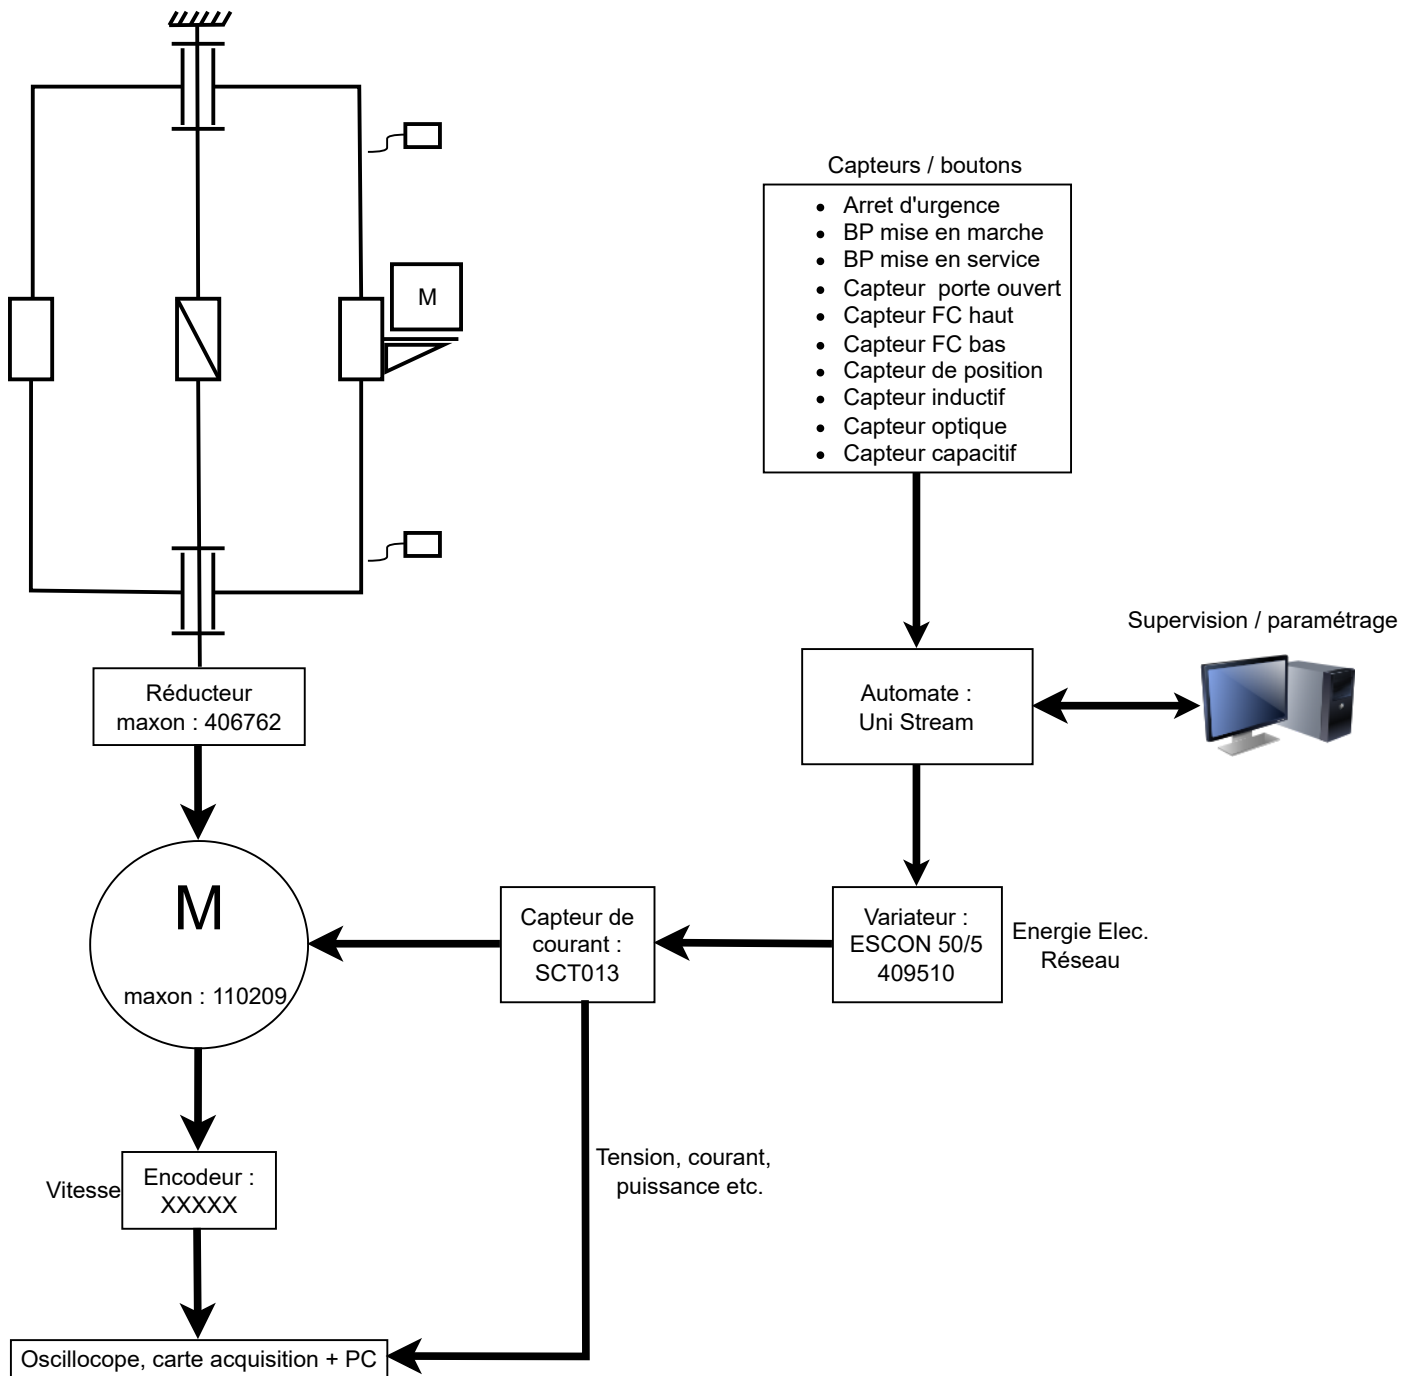 Capteurs / boutons
Arret d'urgence
BP mise en marche
BP mise en service
Capteur porte ouvert
Capteur FC haut
Capteur FC bas
Capteur de position
Capteur inductif
Capteur optique
Capteur capacitif
M
Supervision / paramétrage
Réducteur
maxon : 406762
Automate :
Uni Stream
M
maxon : 110209
Capteur de
courant :
SCT013
Variateur :
ESCON 50/5
409510
Energie Elec.
Réseau
Tension, courant,
puissance etc.
Vitesse
Encodeur :
XXXXX
Oscillocope, carte acquisition + PC